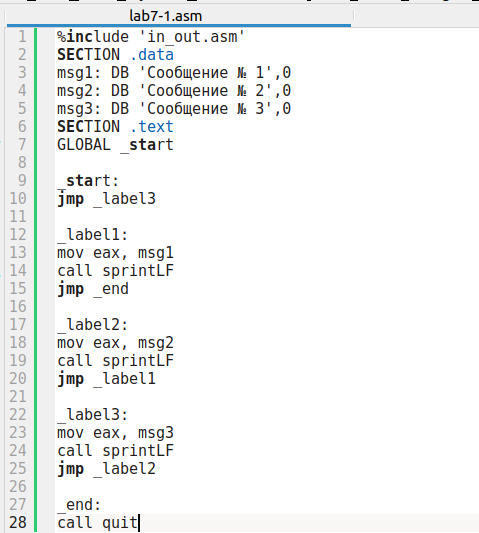 lab7-1.asm
1 %include 'in_out.asm'
2 SECTION .data
3 msg1: DB 'Сообщение № 1',0
4 msg2: DB 'Сообщение № 2',0
5 msg3: DB 'Сообщение № 3',0
6 SECTION .text
7 GLOBAL _start
8
9 _start:
10 jmp _label3
11
12 _label1:
13 mov eax, msg1
14 call sprintLF
15 jmp _end
16
17 _label2:
18 mov eax, msg2
19 call sprintLF
20 jmp _label1
21
22 _label3:
23 mov eax, msg3
24 call sprintLF
25 jmp _label2
26
27 _end:
28 call quit